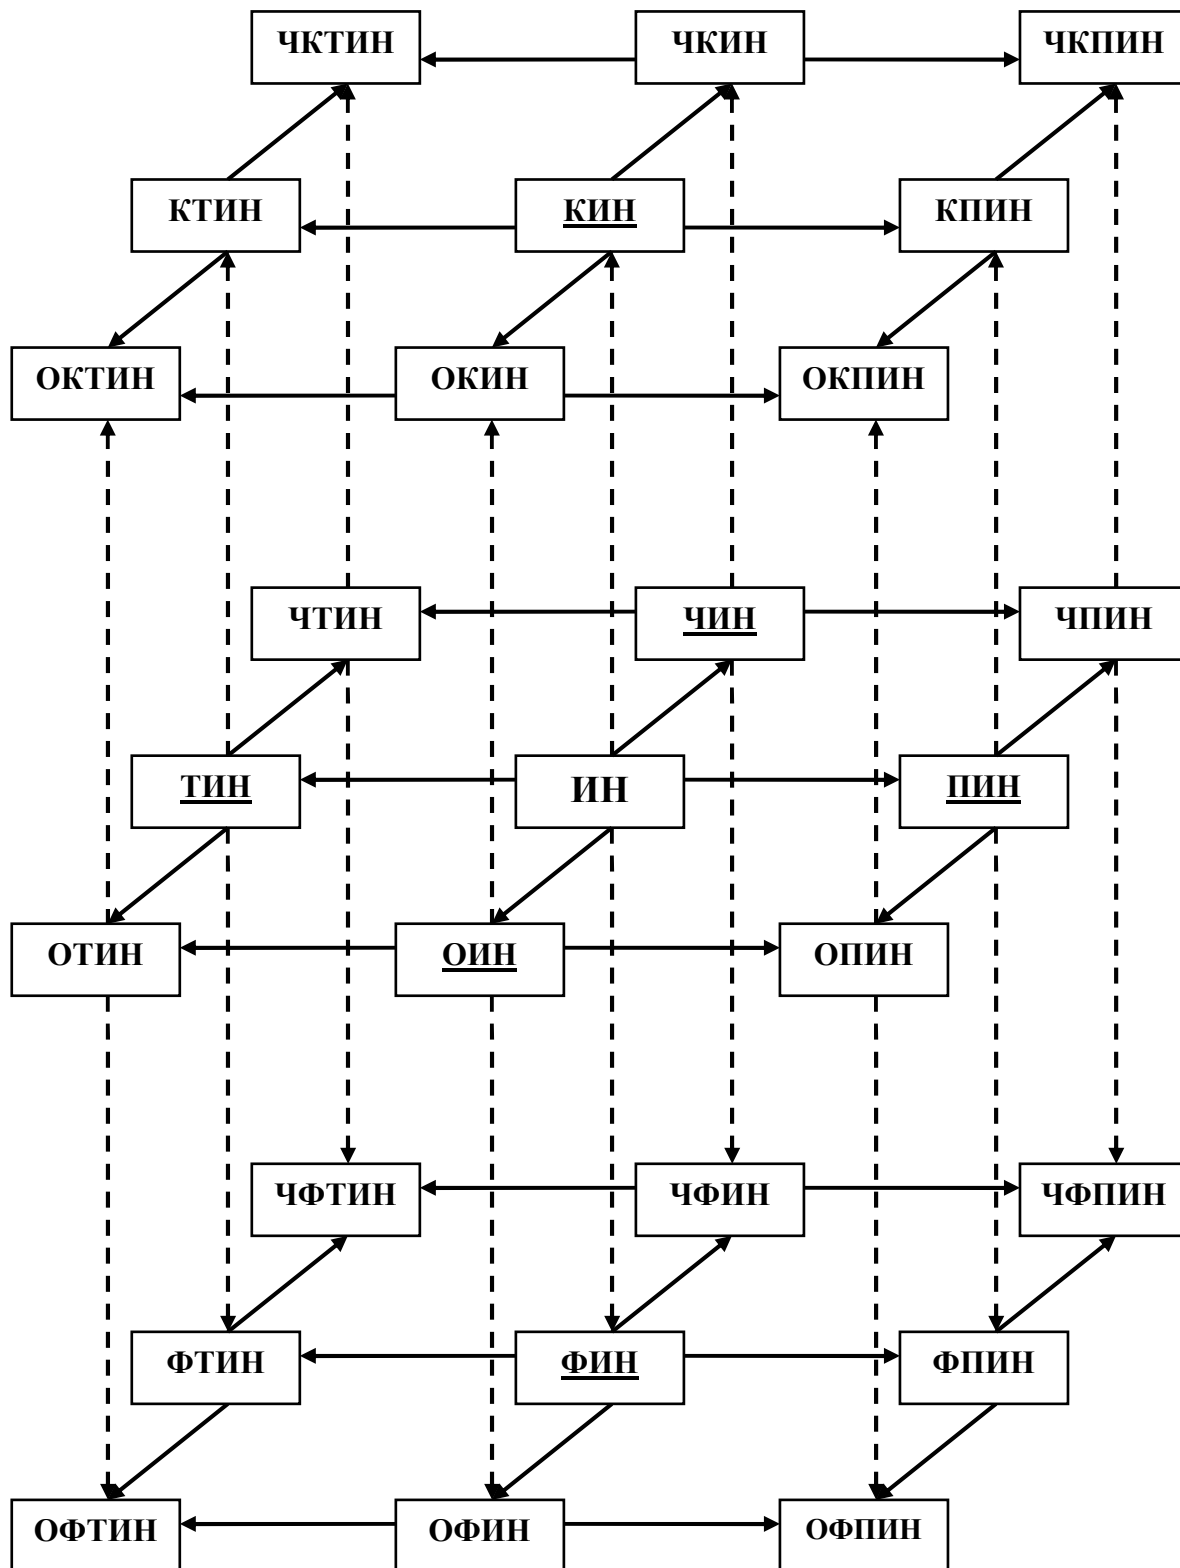 ЧКТИН ЧКИН ЧКПИН
КТИН КИН КПИН
ОКТИН ОКИН ОКПИН
ЧТИН ЧИН ЧПИН
ТИН ИН ПИН
ОТИН ОИН ОПИН
ЧФТИН ЧФИН ЧФПИН
ФТИН ФИН ФПИН
ОФТИН ОФИН ОФПИН